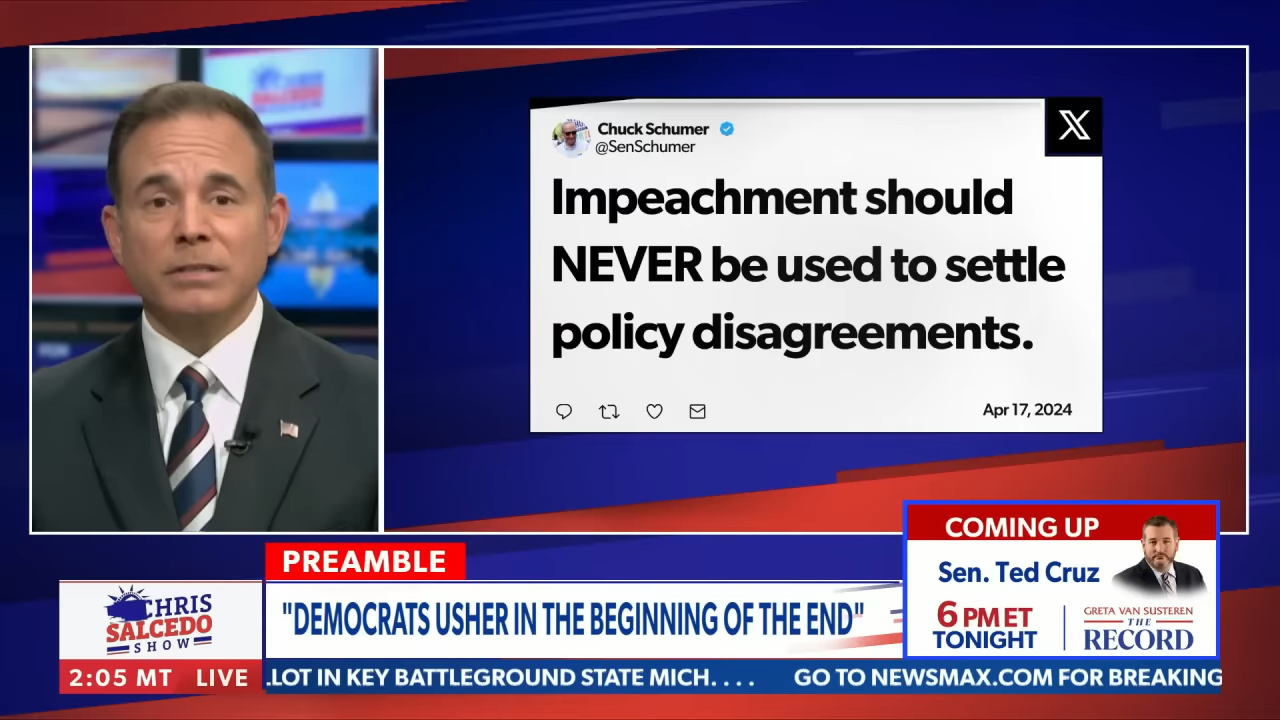 CHRIS
SALCEDO
Chuck Schumer
@SenSchumer
Impeachment should
NEVER be used to settle
policy disagreements.
Apr 17, 2024
COMING UP
Sen. Ted Cruz
6 PM ET
TONIGHT
GRETA VAN SUSTEREN
THE
RECORD
PREAMBLE
"DEMOCRATS USHER IN THE BEGINNING OF THE END"
CHRIS
SALCEDO
SHOW
2:05 MT LIVE
.LOT IN KEY BATTLEGROUND STATE MICH. . . . GO TO NEWSMAX.COM FOR BREAKING